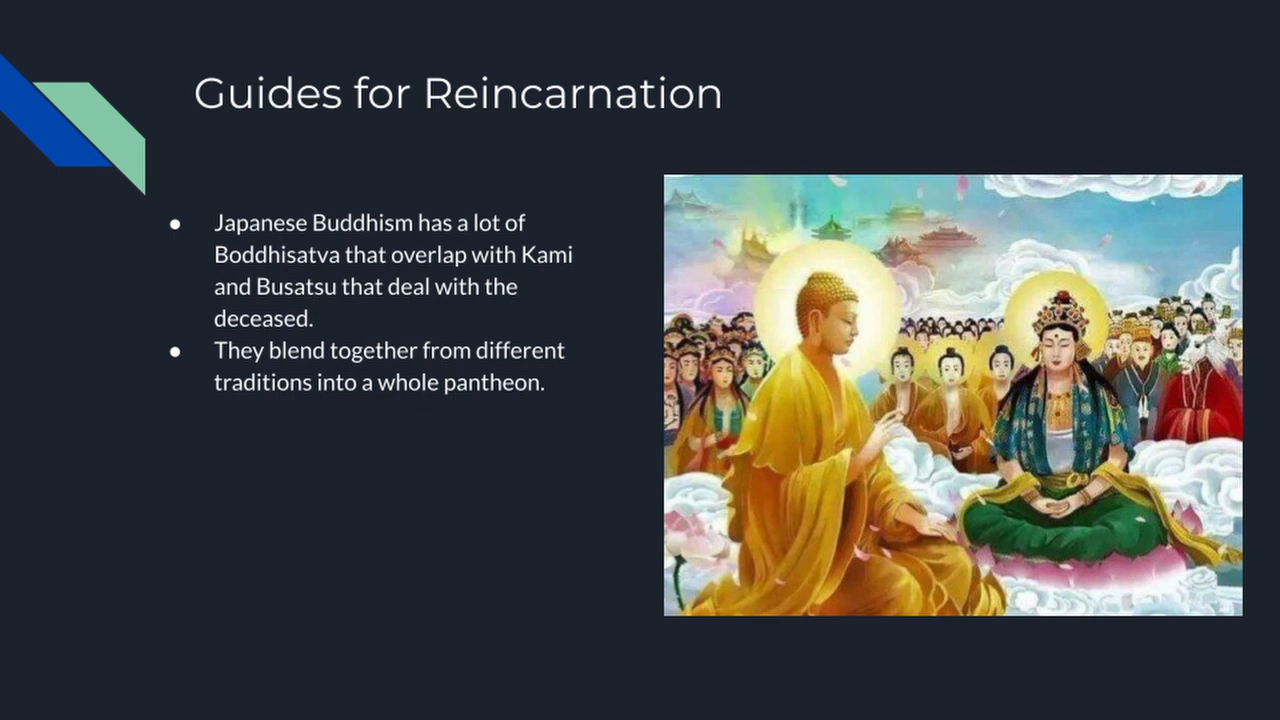 Guides for Reincarnation
● Japanese Buddhism has a lot of
Boddhisatva that overlap with Kami
and Busatsu that deal with the
deceased.
● They blend together from different
traditions into a whole pantheon.